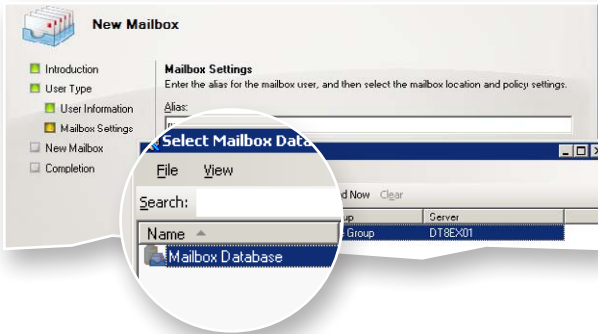 New Mailbox
Introduction
User Type
User Information
Mailbox Settings
New Mailbox
Completion
Mailbox Settings
Enter the alias for the mailbox user, and then select the mailbox location and policy settings.
Alias:
Select Mailbox Data
File View
Search:
d Now Clear
Name
up
Server
Mailbox Database
Group
DT8EX01